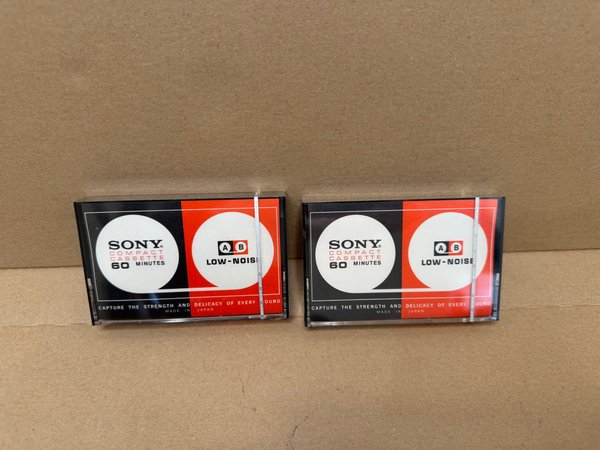 SONY®
COMPACT
CASSETTE
60 MINUTES
A B
LOW-NOISE
CAPTURE THE STRENGTH AND DELICACY OF EVERY SOUND
MADE IN JAPAN
SONY®
COMPACT
CASSETTE
60 MINUTES
A B
LOW-NOISE
CAPTURE THE STRENGTH AND DELICACY OF EVERY SOUND
MADE IN JAPAN